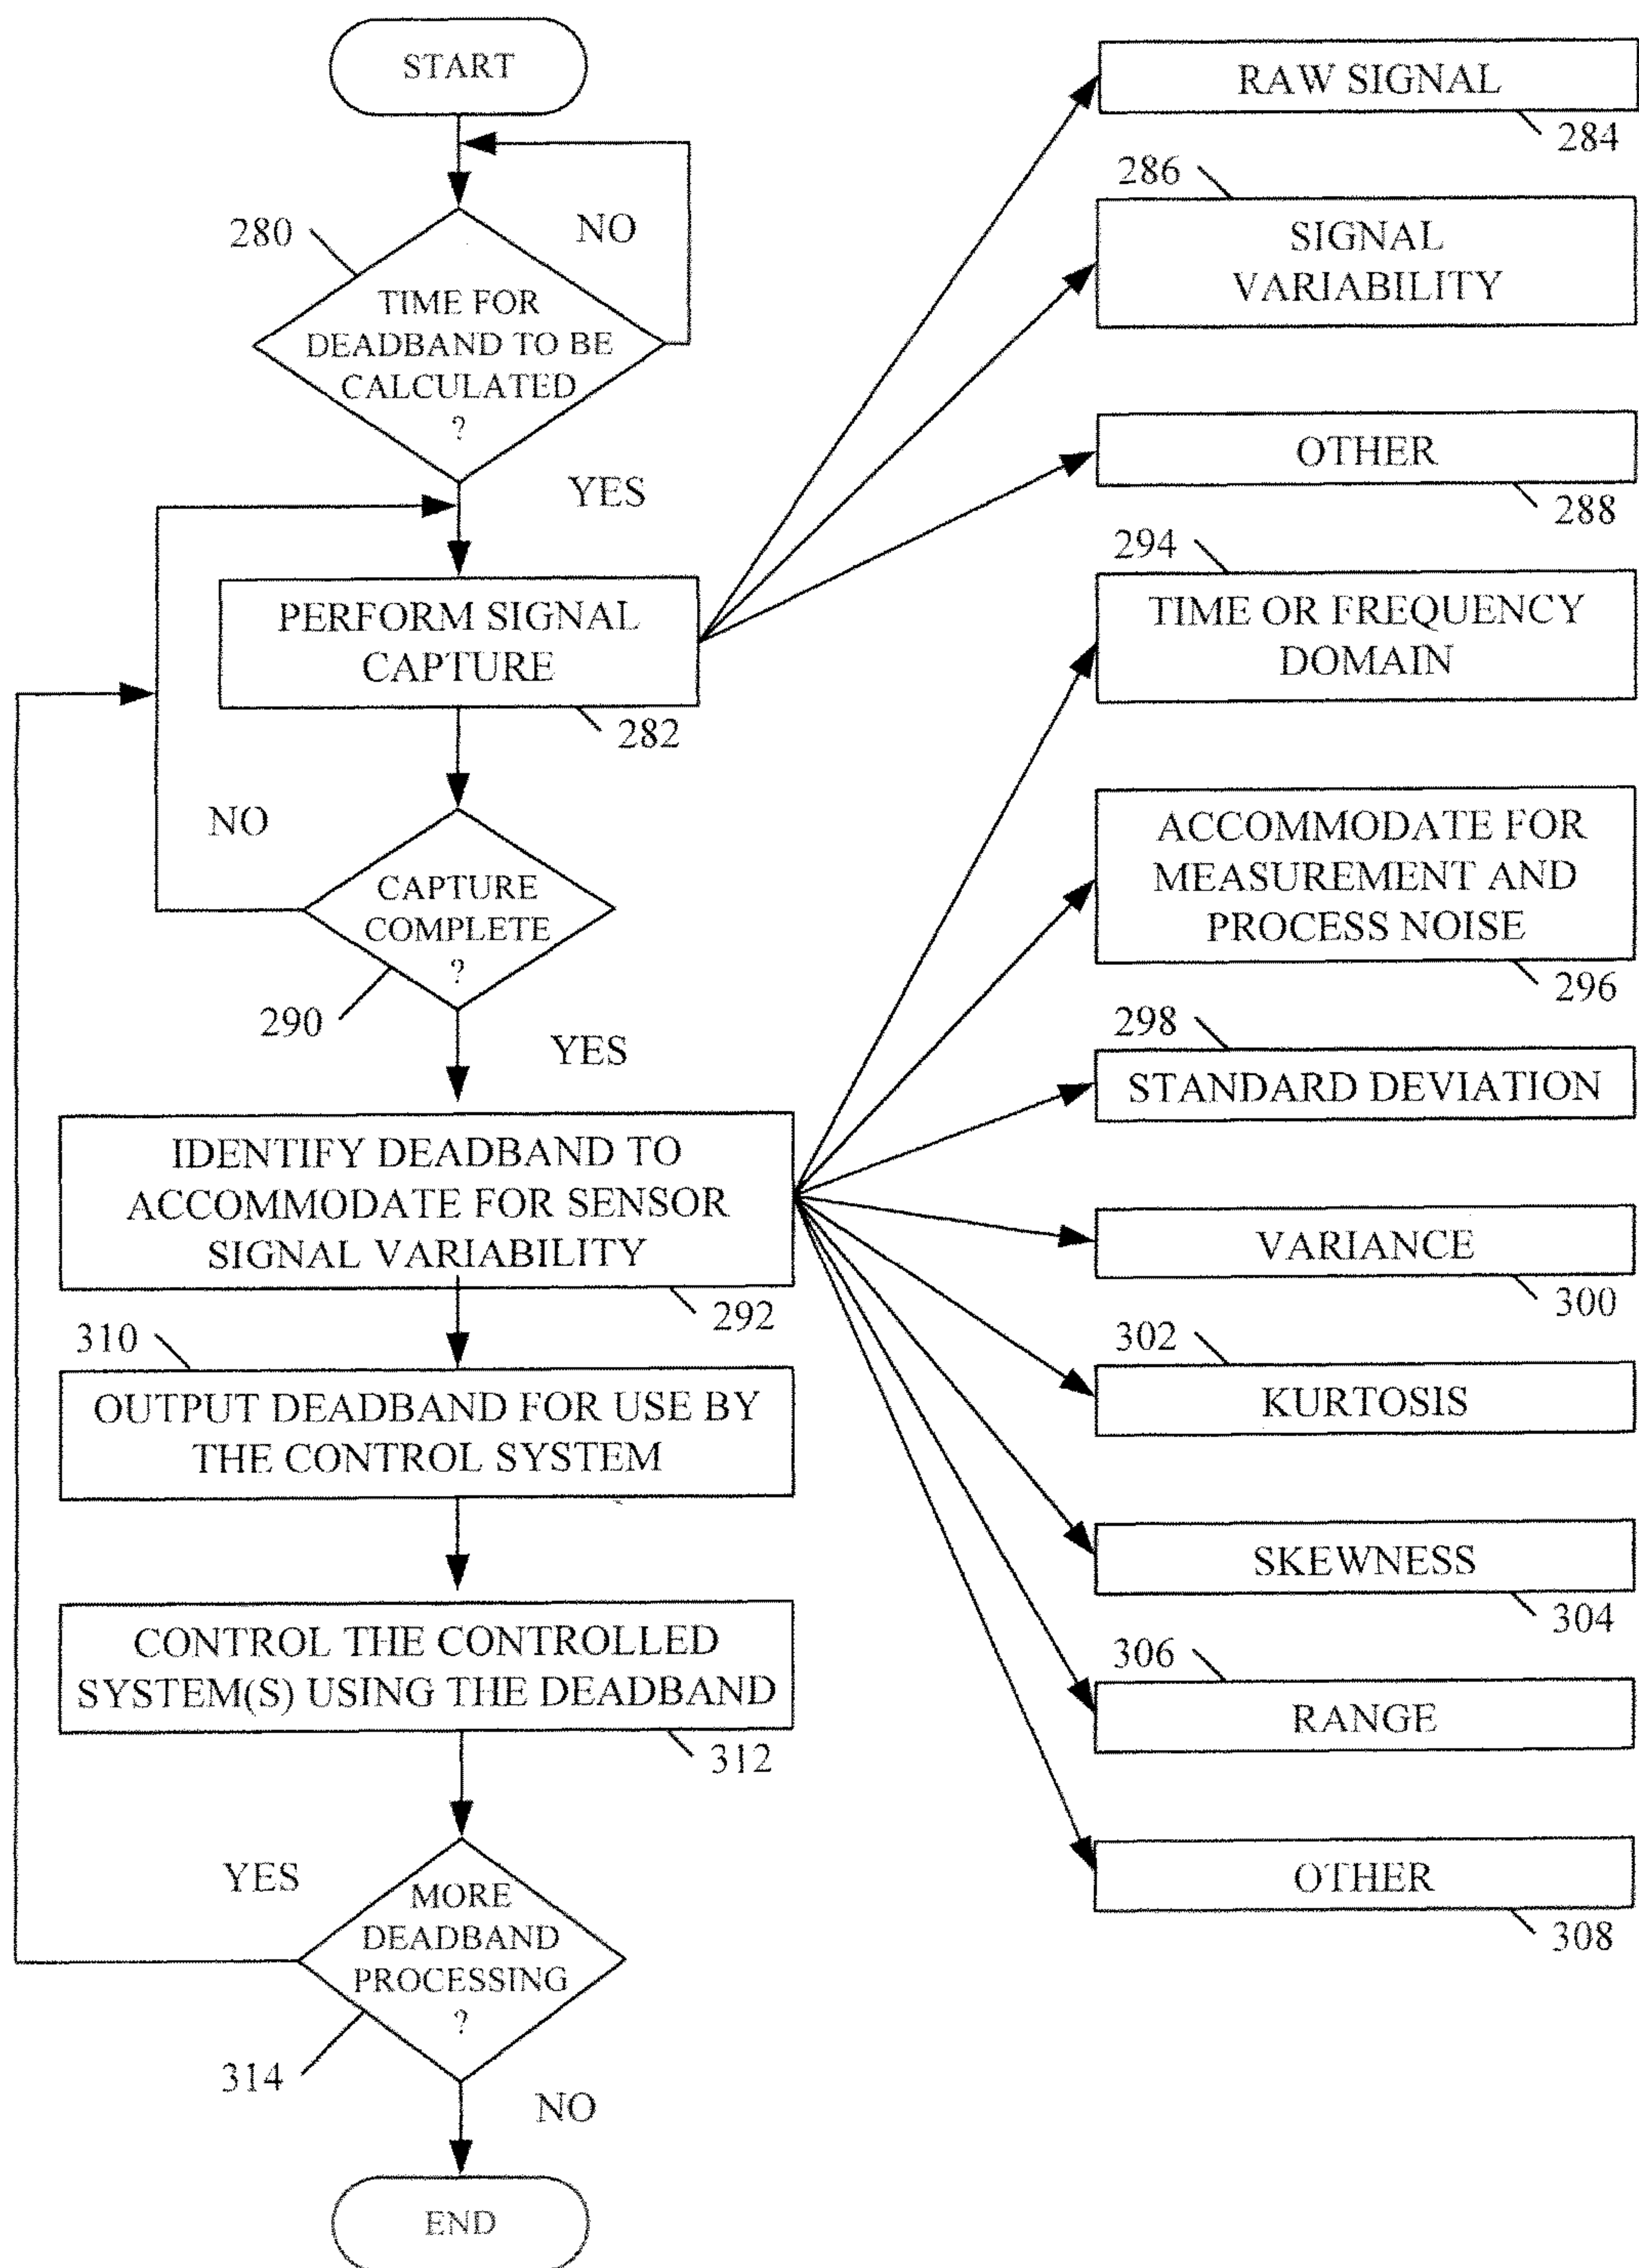 START
280
NO
TIME FOR
DEADBAND TO BE
CALCULATED
?
YES
PERFORM SIGNAL
CAPTURE
282
NO
CAPTURE
COMPLETE
?
290
YES
IDENTIFY DEADBAND TO
ACCOMMODATE FOR SENSOR
SIGNAL VARIABILITY
292
310
OUTPUT DEADBAND FOR USE BY
THE CONTROL SYSTEM
CONTROL THE CONTROLLED
SYSTEM(S) USING THE DEADBAND
312
YES
MORE
DEADBAND
PROCESSING
?
314
NO
END
RAW SIGNAL
284
286
SIGNAL
VARIABILITY
OTHER
288
294
TIME OR FREQUENCY
DOMAIN
ACCOMMODATE FOR
MEASUREMENT AND
PROCESS NOISE
296
298
STANDARD DEVIATION
VARIANCE
300
302
KURTOSIS
SKEWNESS
304
306
RANGE
OTHER
308